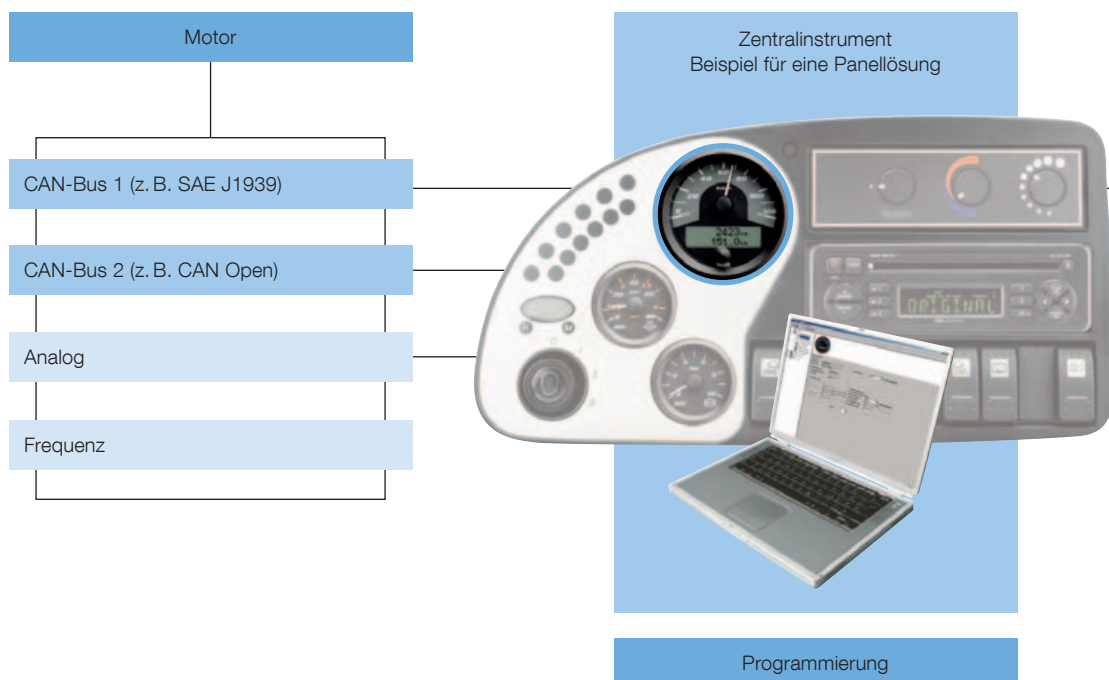 Motor
Zentralinstrument
Beispiel für eine Panellösung
CAN-Bus 1 (z. B. SAE J1939)
CAN-Bus 2 (z. B. CAN Open)
Analog
Frequenz
2423
151.0
ORIGINAL
Programmierung